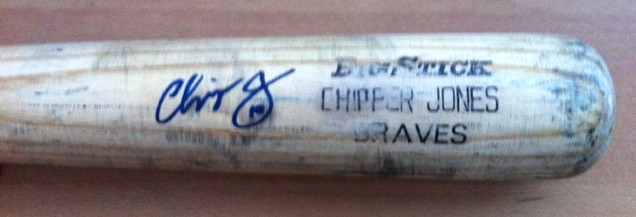 Big Stick
CHIPPER JONES
BRAVES